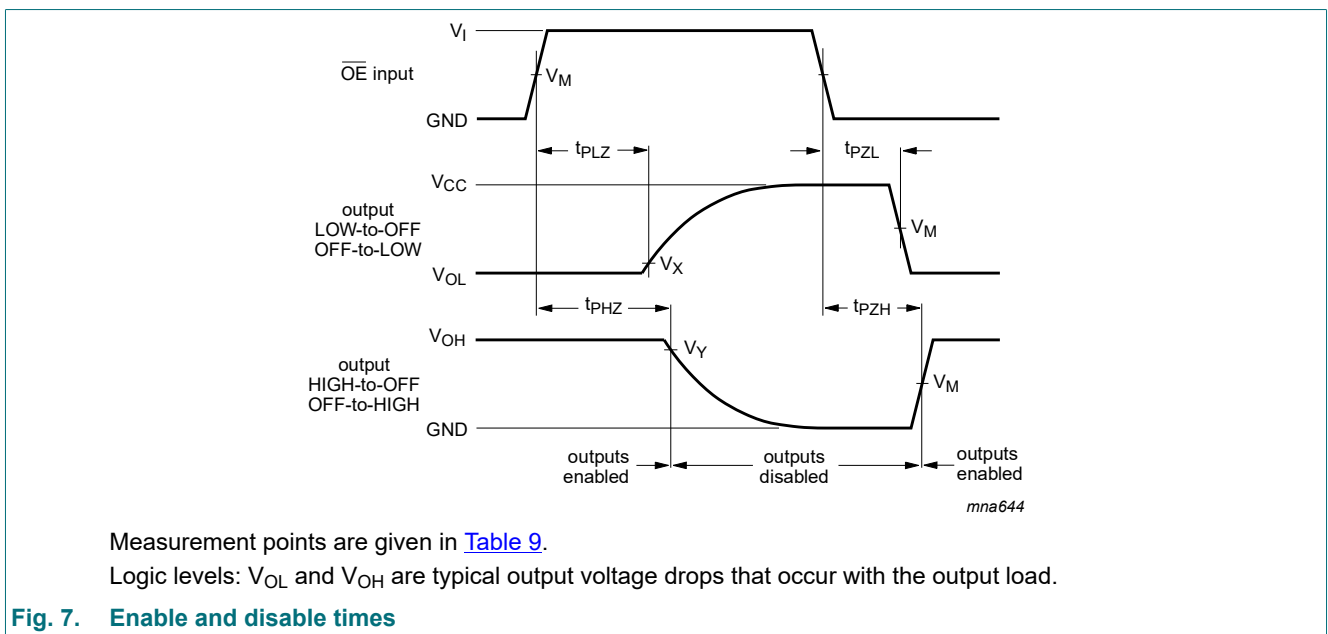 V_I
OE input
V_M
GND
t_PLZ
t_PZL
V_CC
output
LOW-to-OFF
OFF-to-LOW
V_M
V_X
V_OL
t_PHZ
t_PZH
V_OH
V_Y
output
HIGH-to-OFF
OFF-to-HIGH
V_M
GND
outputs
enabled
outputs
disabled
outputs
enabled
mna644
Measurement points are given in Table 9.
Logic levels: V_OL and V_OH are typical output voltage drops that occur with the output load.
Fig. 7. Enable and disable times